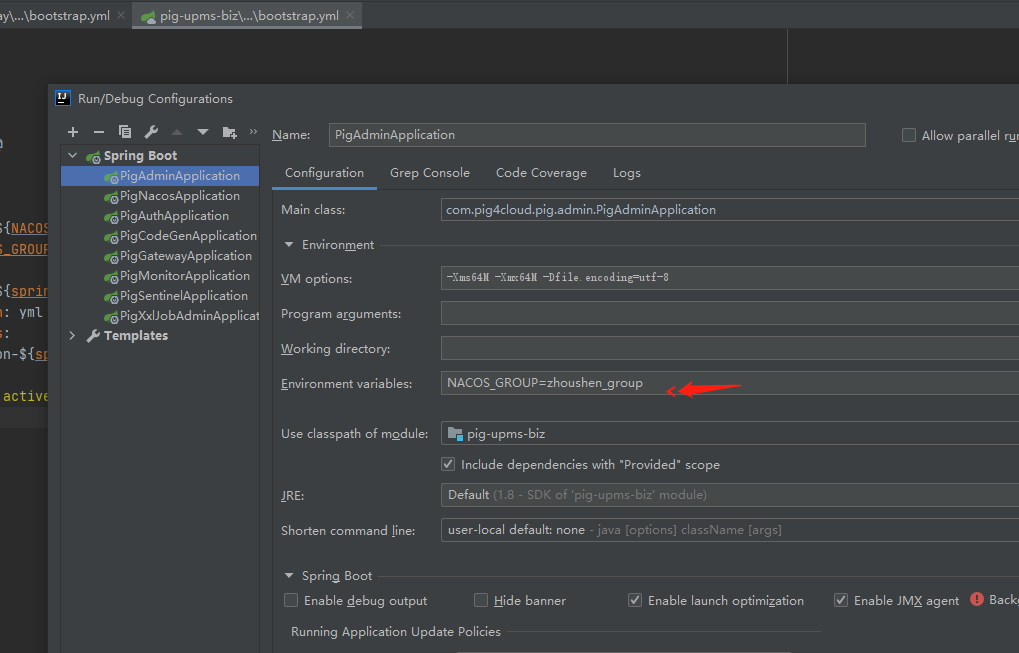 ay\...\bootstrap.yml
pig-upms-biz\...\bootstrap.yml
Run/Debug Configurations
Name: PigAdminApplication
Allow parallel run
Spring Boot
PigAdminApplication
PigNacosApplication
PigAuthApplication
PigCodeGenApplication
PigGatewayApplication
PigMonitorApplication
PigSentinelApplication
PigXxlJobAdminApplicat
Templates
Configuration Grep Console Code Coverage Logs
Main class: com.pig4cloud.pig.admin.PigAdminApplication
Environment
VM options: -Xms64M -Xmx64M -Dfile.encoding=utf-8
Program arguments:
Working directory:
Environment variables: NACOS_GROUP=zhoushen_group
Use classpath of module: pig-upms-biz
Include dependencies with "Provided" scope
JRE: Default (1.8 - SDK of 'pig-upms-biz' module)
Shorten command line: user-local default: none - java [options] className [args]
Spring Boot
Enable debug output Hide banner Enable launch optimization Enable JMX agent Backg
Running Application Update Policies
${NACOS
S_GROUP
${sprin
: yml
s:
on-${sp
active